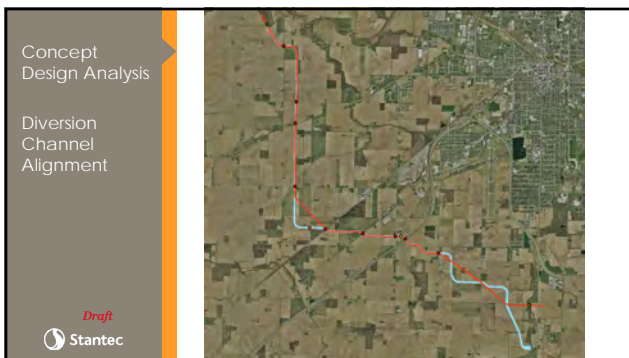 Concept
Design Analysis
Diversion
Channel
Alignment
Draft
Stantec